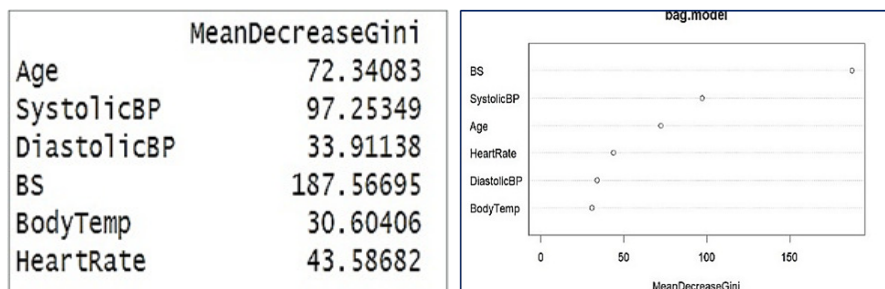 MeanDecreaseGini
Age 72.34083
SystolicBP 97.25349
DiastolicBP 33.91138
BS 187.56695
BodyTemp 30.60406
HeartRate 43.58682
bag.model
BS
SystolicBP
Age
HeartRate
DiastolicBP
BodyTemp
0 50 100 150
MeanDecreaseGini